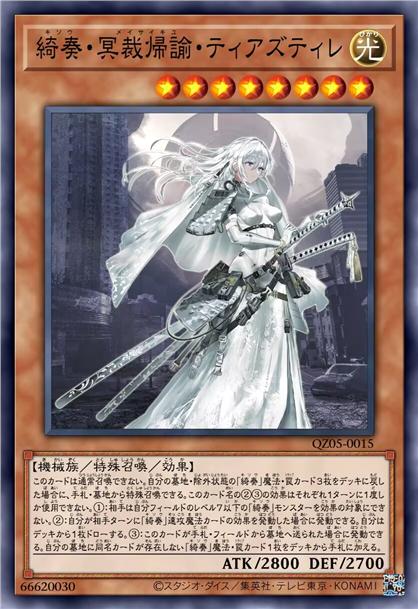 綺奏・冥裁帰諭・ティアズティレ
光
QZ05-0015
【機械族／特殊召喚／効果】
このカードは通常召喚できない。自分の墓地・除外状態の「綺奏」魔法・罠カード3枚をデッキに戻し
た場合に、手札・墓地から特殊召喚できる。このカード名の②③の効果はそれぞれ1ターンに1度し
か使用できない。①：相手は自分フィールドのレベル7以下の「綺奏」モンスターを効果の対象にでき
ない。②：自分が相手ターンに「綺奏」速攻魔法カードの効果を発動した場合に発動できる。自分は
デッキから1枚ドローする。③：このカードが手札・フィールドから墓地へ送られた場合に発動で
きる。自分の墓地に同名カードが存在しない「綺奏」魔法・罠カード1枚をデッキから手札に加える。
ATK/2800 DEF/2700
66620030
©スタジオ・ダイス／集英社・テレビ東京・KONAMI